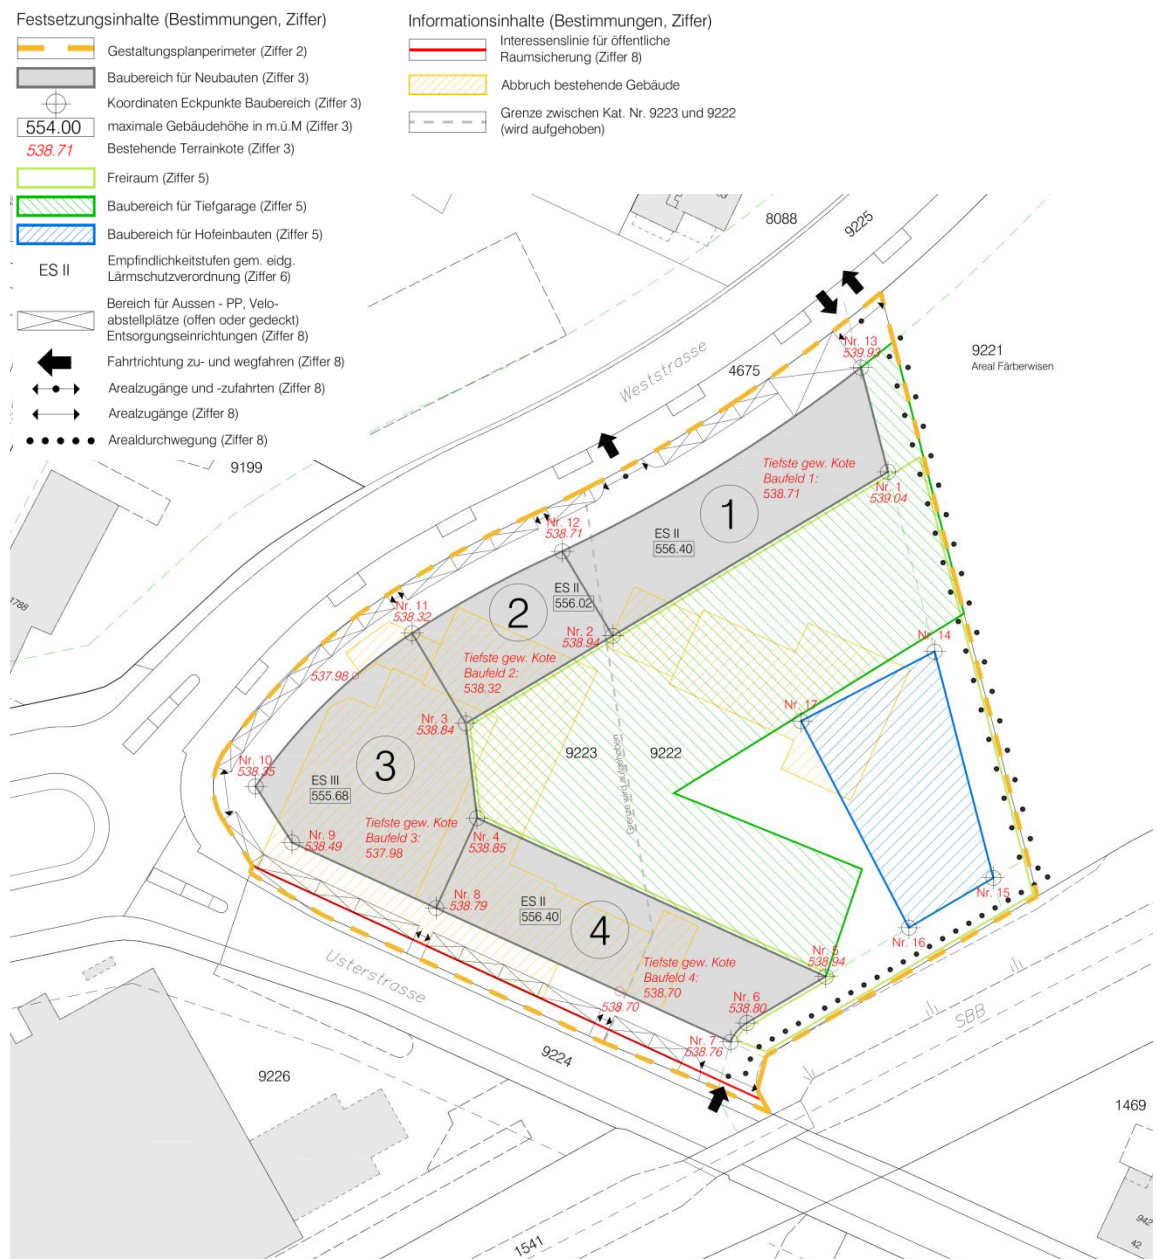 Festsetzungsinhalte (Bestimmungen, Ziffer)
Gestaltungsplanperimeter (Ziffer 2)
Baubereich für Neubauten (Ziffer 3)
Koordinaten Eckpunkte Baubereich (Ziffer 3)
554.00 maximale Gebäudehöhe in m.ü.M (Ziffer 3)
538.71 Bestehende Terrainkote (Ziffer 3)
Freiraum (Ziffer 5)
Baubereich für Tiefgarage (Ziffer 5)
Baubereich für Hofeinbauten (Ziffer 5)
ES II Empfindlichkeitstufen gem. eidg.
Lärmschutzverordnung (Ziffer 6)
Bereich für Aussen - PP, Velo-
abstellplätze (offen oder gedeckt)
Entsorgungseinrichtungen (Ziffer 8)
Fahrtrichtung zu- und wegfahren (Ziffer 8)
Arealzugänge und -zufahrten (Ziffer 8)
Arealzugänge (Ziffer 8)
Arealdurchwegung (Ziffer 8)
Informationsinhalte (Bestimmungen, Ziffer)
Interessenslinie für öffentliche
Raumsicherung (Ziffer 8)
Abbruch bestehende Gebäude
Grenze zwischen Kat. Nr. 9223 und 9222
(wird aufgehoben)
8088
9225
Nr. 13
539.93
9221
Areal Färberwisen
Weststrasse
4675
9199
Tiefste gew. Kote
Baufeld 1:
538.71
Nr. 1
539.04
1
Nr. 12
538.71
ES II
556.40
ES II
556.02
2
Nr. 11
538.32
Nr. 2
538.94
Nr. 14
1788
Tiefste gew. Kote
Baufeld 2:
538.32
537.98
Nr. 3
538.84
Nr. 17
9223
9222
Grenze wird aufgehoben
Nr. 10
538.35
3
ES III
555.68
Tiefste gew. Kote
Baufeld 3:
537.98
Nr. 9
538.49
Nr. 4
538.85
Nr. 15
Nr. 8
538.79
ES II
556.40
4
Nr. 16
Nr. 5
538.94
Tiefste gew. Kote
Baufeld 4:
538.70
Usterstrasse
538.70
Nr. 6
538.80
SBB
Nr. 7
538.76
9224
9226
1469
942
42
1541